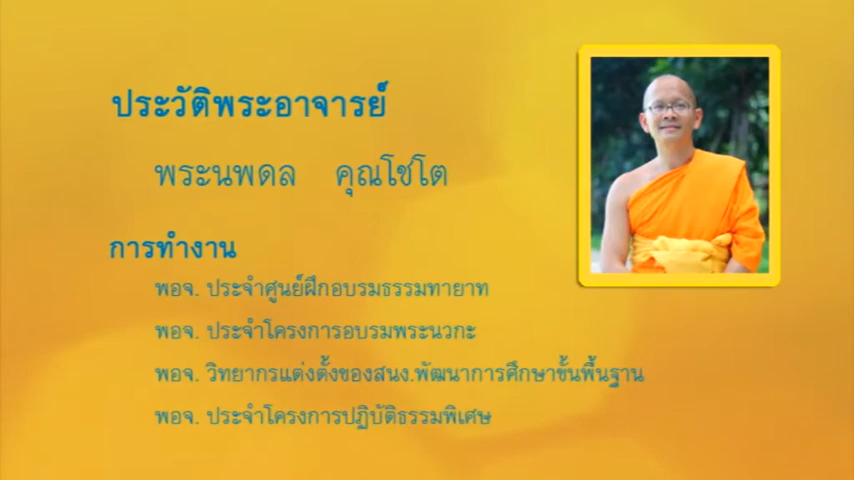 ประวัติพระอาจารย์
พระนพดล คุณโชโต
การทำงาน
พอจ. ประจำศูนย์ฝึกอบรมธรรมทายาท
พอจ. ประจำโครงการอบรมพระนวกะ
พอจ. วิทยากรแต่งตั้งของสนง.พัฒนาการศึกษาขั้นพื้นฐาน
พอจ. ประจำโครงการปฏิบัติธรรมพิเศษ